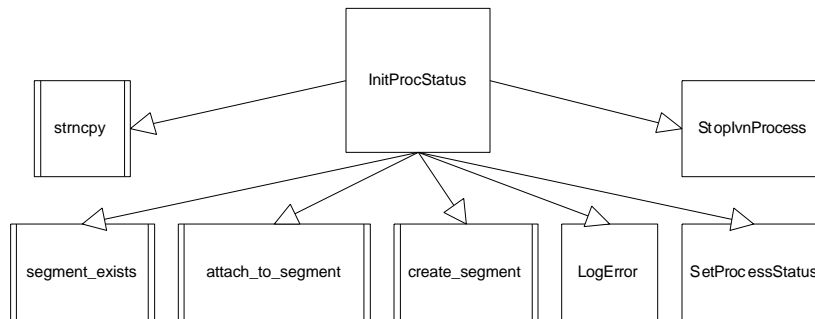 InitProcStatus
strncpy
StopIvnProcess
segment_exists
attach_to_segment
create_segment
LogError
SetProcessStatus